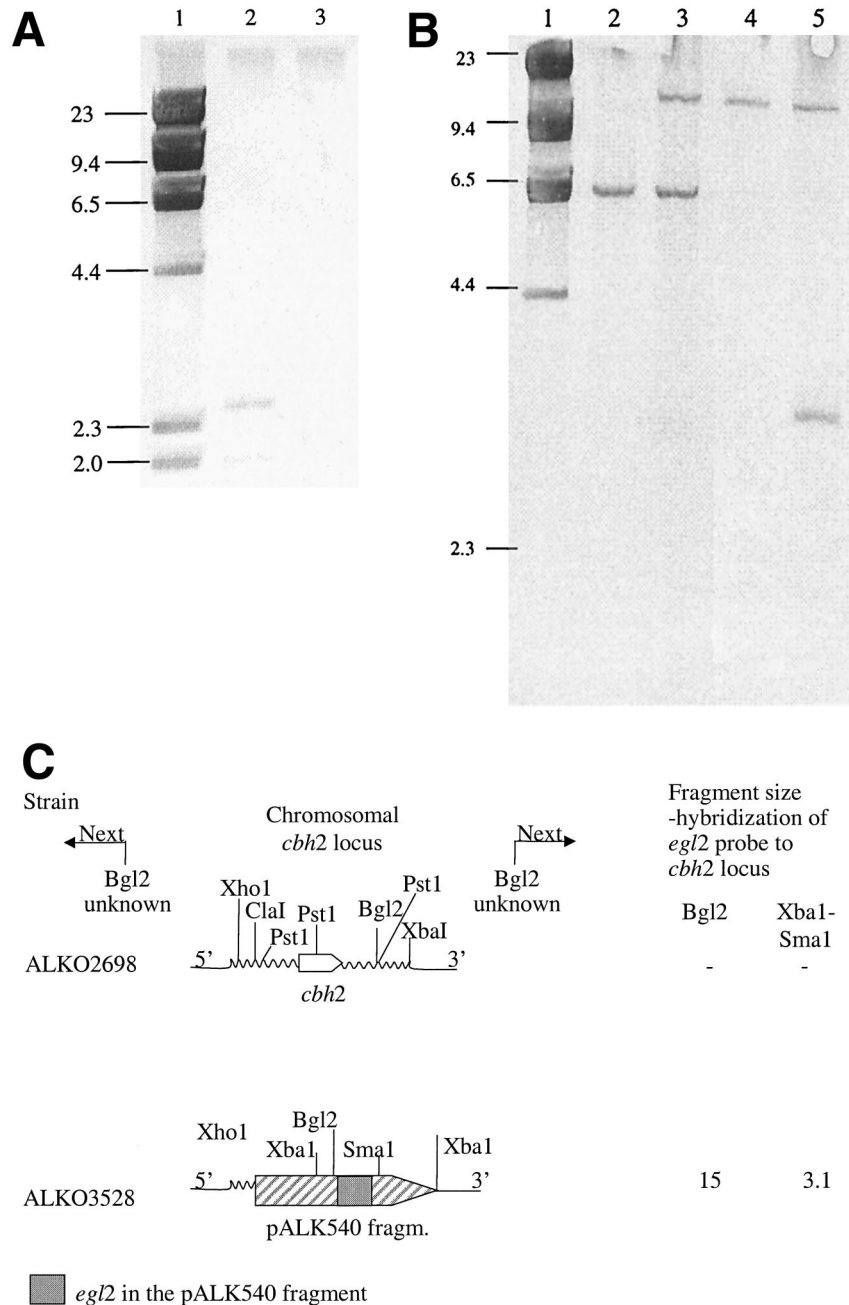 A
1 2 3
23
9.4
6.5
4.4
2.3
2.0
B
1 2 3 4 5
23
9.4
6.5
4.4
2.3
C
Strain
Chromosomal
cbh2 locus
Fragment size
-hybridization of
egl2 probe to
cbh2 locus
Next
Next
Bgl2
unknown
Bgl2
unknown
Bgl2
Xba1-
Sma1
Xho1
ClaI
Pst1
Pst1
Bgl2
Pst1
XbaI
ALKO2698
5’
3’
- -
cbh2
Xho1
Xba1
Bgl2
Sma1
Xba1
ALKO3528
5’
3’
15 3.1
pALK540 fragm.
egl2 in the pALK540 fragment